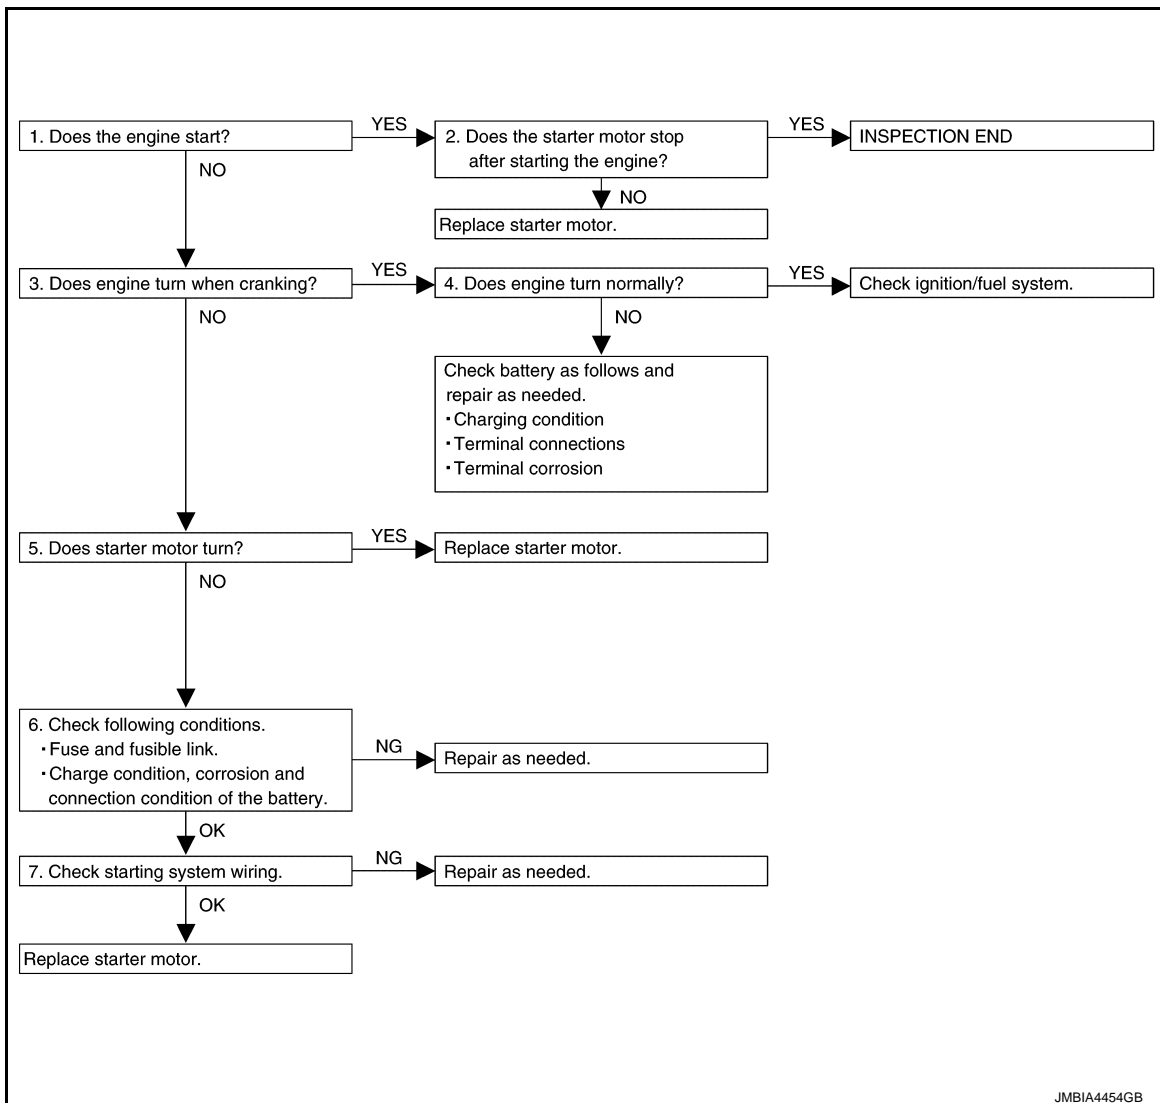 1. Does the engine start?
YES
2. Does the starter motor stop
after starting the engine?
YES
INSPECTION END
NO
NO
Replace starter motor.
3. Does engine turn when cranking?
YES
4. Does engine turn normally?
YES
Check ignition/fuel system.
NO
NO
Check battery as follows and
repair as needed.
· Charging condition
· Terminal connections
· Terminal corrosion
5. Does starter motor turn?
YES
Replace starter motor.
NO
6. Check following conditions.
· Fuse and fusible link.
· Charge condition, corrosion and
connection condition of the battery.
NG
Repair as needed.
OK
7. Check starting system wiring.
NG
Repair as needed.
OK
Replace starter motor.
JMBIA4454GB